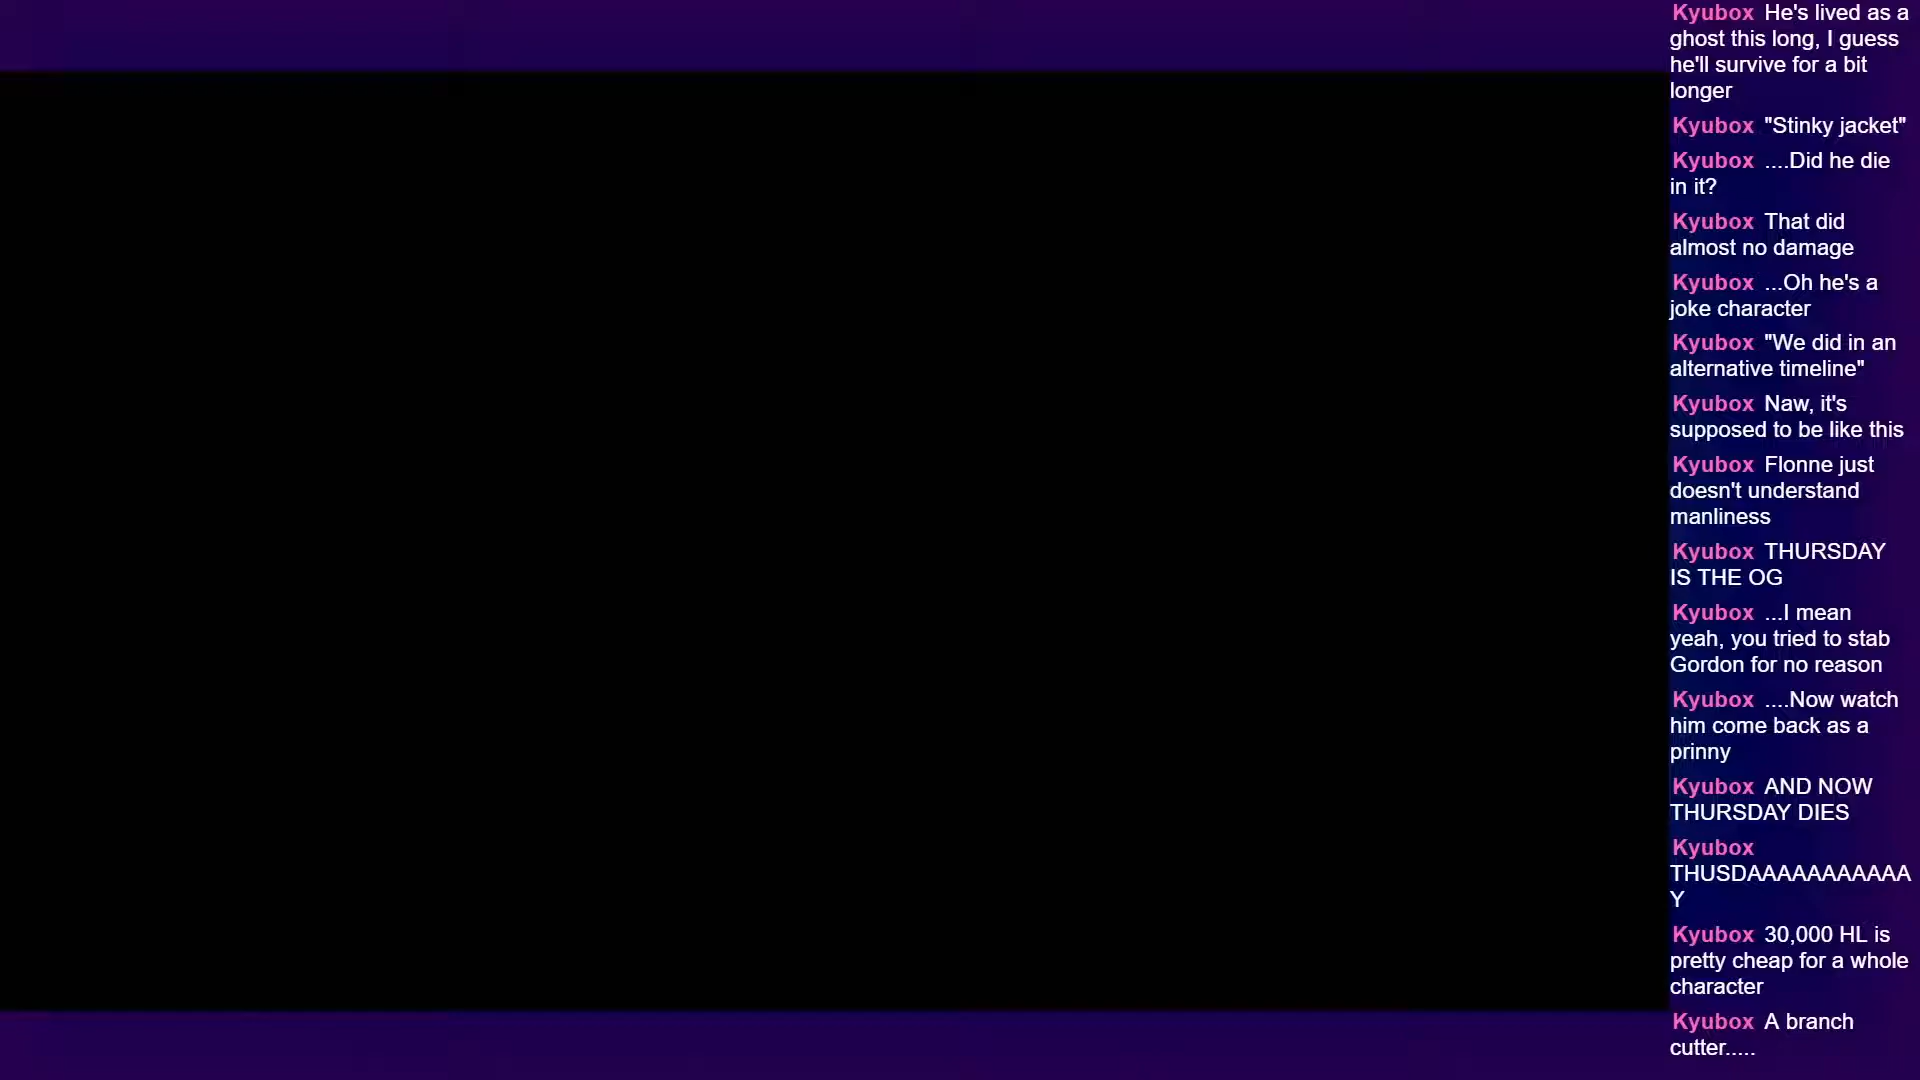 Kyubox He's lived as a
ghost this long, I guess
he'll survive for a bit
longer
Kyubox "Stinky jacket"
Kyubox ....Did he die
in it?
Kyubox That did
almost no damage
Kyubox ...Oh he's a
joke character
Kyubox "We did in an
alternative timeline"
Kyubox Naw, it's
supposed to be like this
Kyubox Flonne just
doesn't understand
manliness
Kyubox THURSDAY
IS THE OG
Kyubox ...I mean
yeah, you tried to stab
Gordon for no reason
Kyubox ....Now watch
him come back as a
prinny
Kyubox AND NOW
THURSDAY DIES
Kyubox
THUSDAAAAAAAAAAA
Y
Kyubox 30,000 HL is
pretty cheap for a whole
character
Kyubox A branch
cutter.....